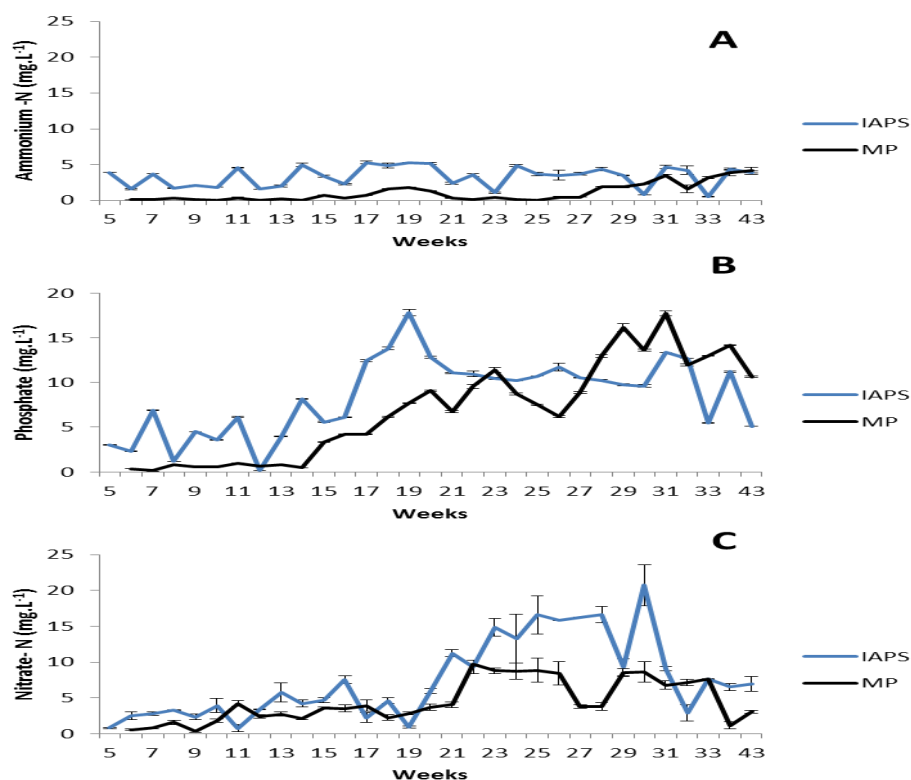 A
Ammonium -N (mg.L-1)
25
20
15
10
5
0
5 7 9 11 13 15 17 19 21 23 25 27 29 31 33 43
Weeks
IAPS
MP
B
Phosphate (mg.L-1)
20
15
10
5
0
5 7 9 11 13 15 17 19 21 23 25 27 29 31 33 43
Weeks
IAPS
MP
C
Nitrate- N (mg.L-1)
25
20
15
10
5
0
5 7 9 11 13 15 17 19 21 23 25 27 29 31 33 43
Weeks
IAPS
MP